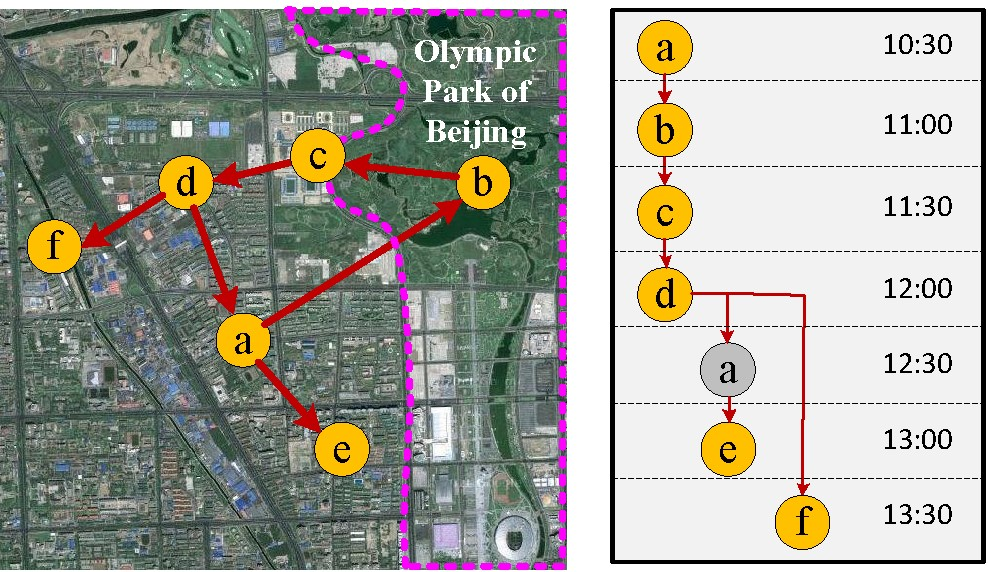 Olympic
Park of
Beijing
c
d
b
f
a
e
a 10:30
b 11:00
c 11:30
d 12:00
a 12:30
e 13:00
f 13:30